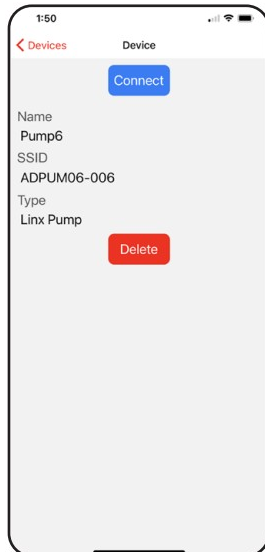 1:50
Devices
Device
Connect
Name
Pump6
SSID
ADPUM06-006
Type
Linx Pump
Delete